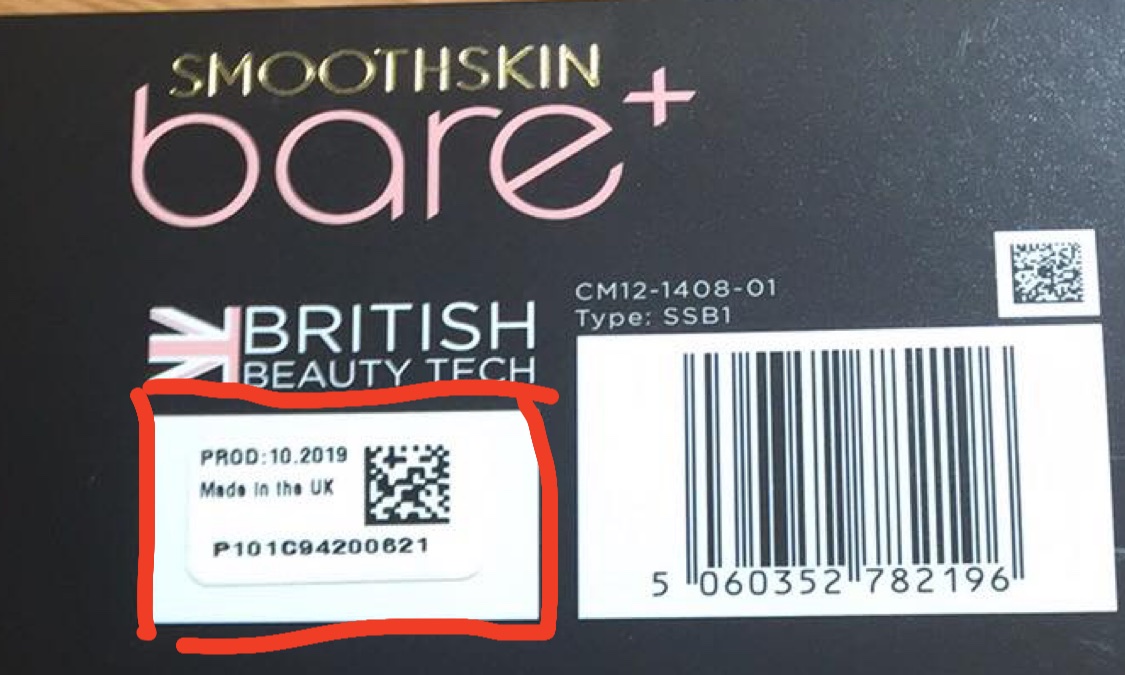 SMOOTHSKIN
bare+
BRITISH
BEAUTY TECH
PROD:10.2019
Made in the UK
P101C94200621
CM12-1408-01
Type: SSB1
5 060352 782196